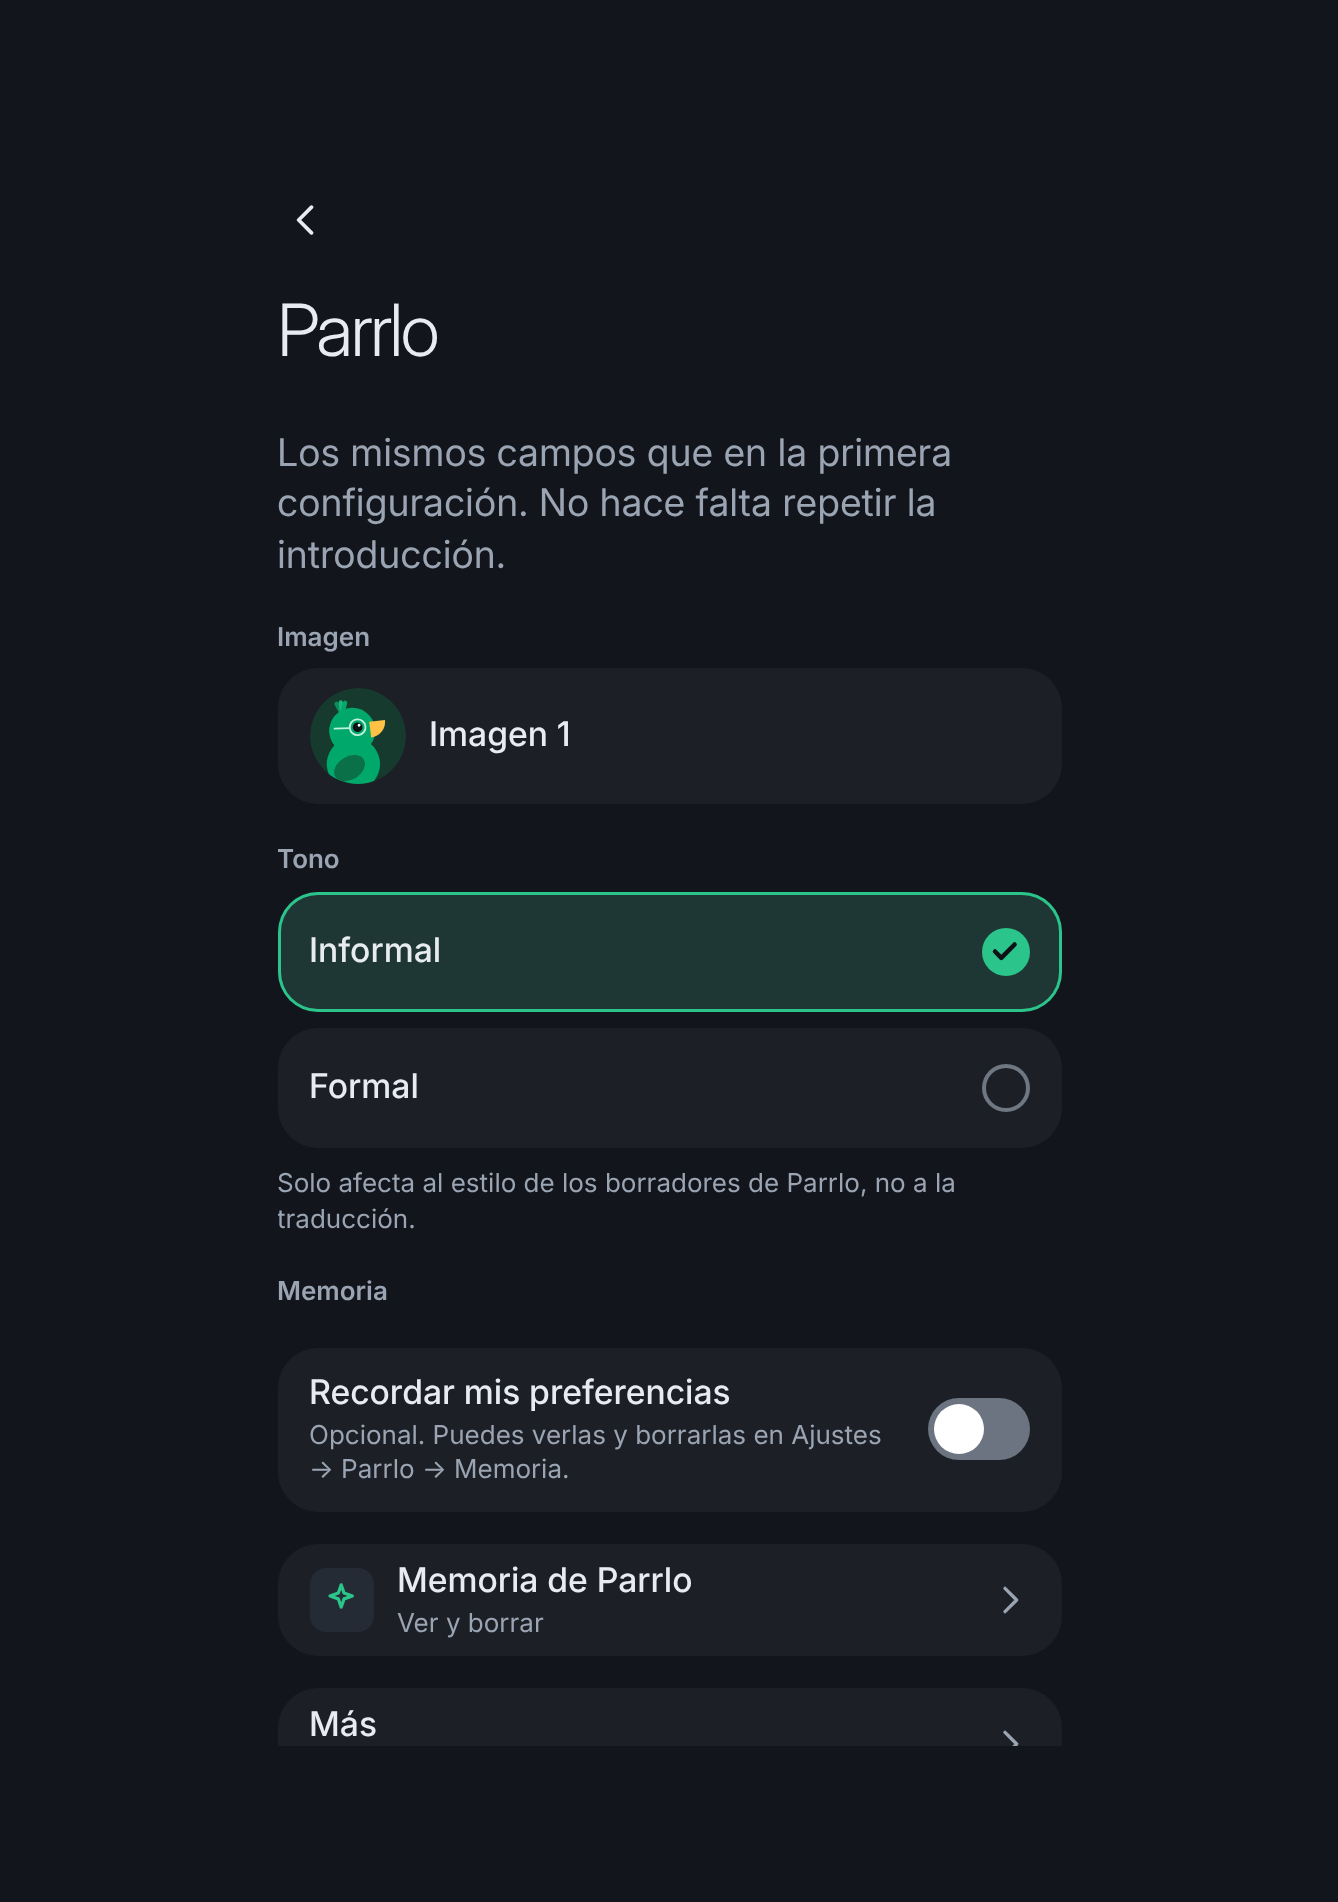 Parrlo
Los mismos campos que en la primera
configuración. No hace falta repetir la
introducción.
Imagen
Imagen 1
Tono
Informal
Formal
Solo afecta al estilo de los borradores de Parrlo, no a la
traducción.
Memoria
Recordar mis preferencias
Opcional. Puedes verlas y borrarlas en Ajustes
→ Parrlo → Memoria.
Memoria de Parrlo
Ver y borrar
Más